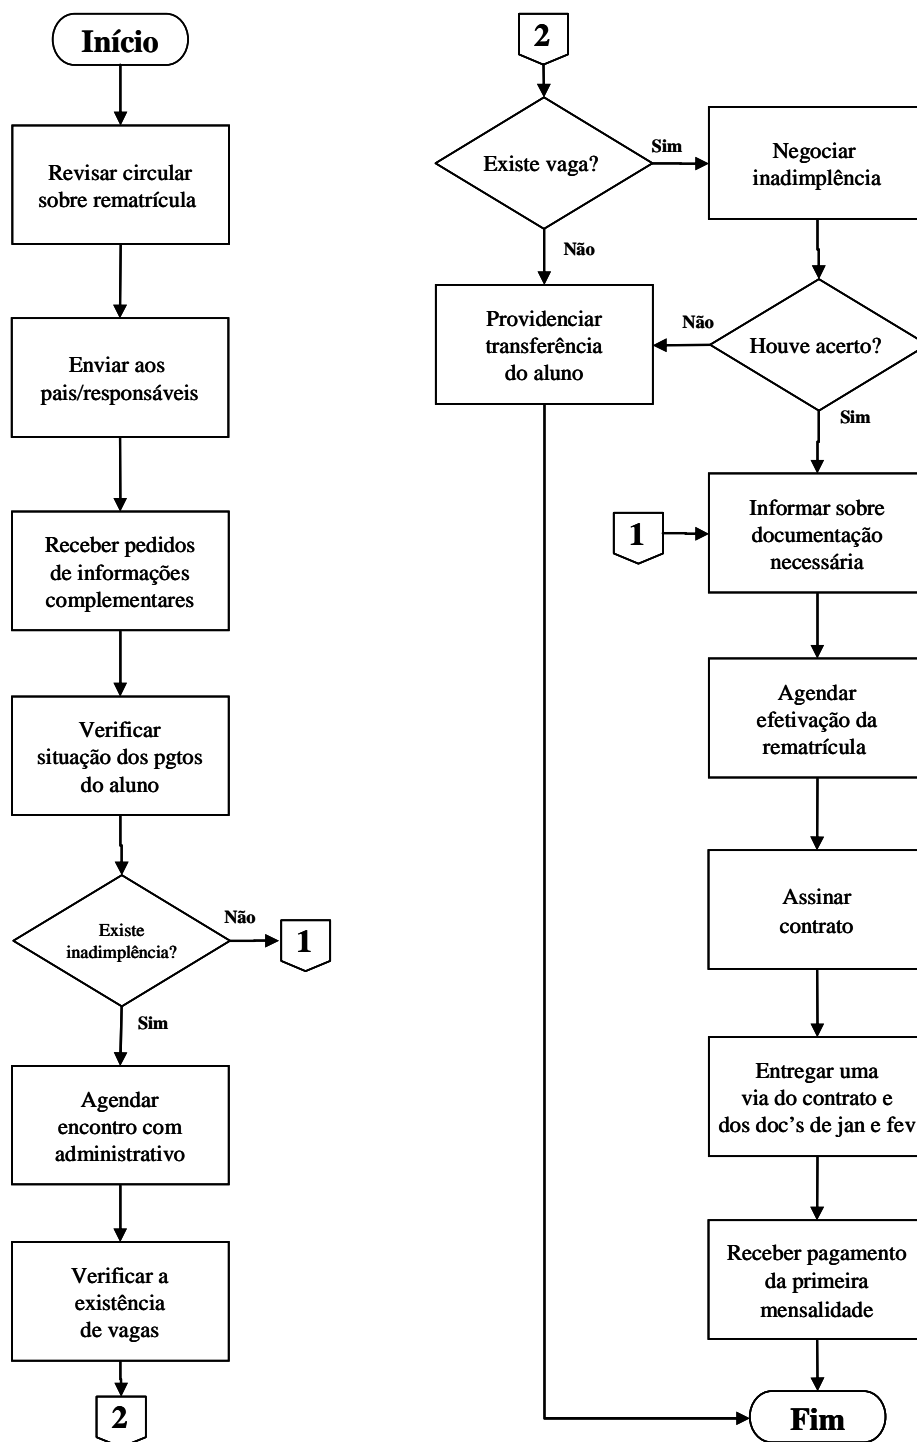 Início
Revisar circular
sobre rematrícula
Enviar aos
pais/responsáveis
Receber pedidos
de informações
complementares
Verificar
situação dos pgtos
do aluno
Existe
inadimplência?
Não
1
Sim
Agendar
encontro com
administrativo
Verificar a
existência
de vagas
2
2
Existe vaga?
Sim
Negociar
inadimplência
Não
Providenciar
transferência
do aluno
Não
Houve acerto?
Sim
1
Informar sobre
documentação
necessária
Agendar
efetivação da
rematrícula
Assinar
contrato
Entregar uma
via do contrato e
dos doc’s de jan e fev
Receber pagamento
da primeira
mensalidade
Fim